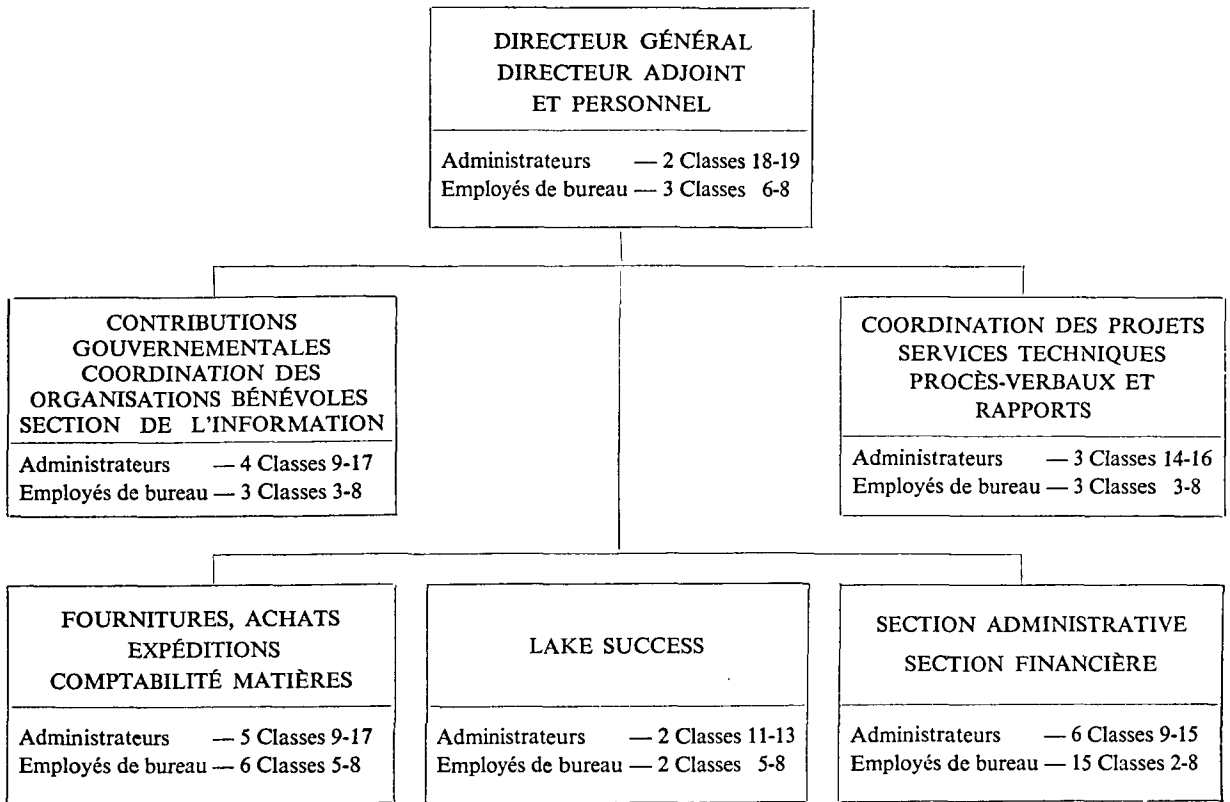 DIRECTEUR GÉNÉRAL
DIRECTEUR ADJOINT
ET PERSONNEL
Administrateurs — 2 Classes 18-19
Employés de bureau — 3 Classes 6-8
CONTRIBUTIONS
GOUVERNEMENTALES
COORDINATION DES
ORGANISATIONS BÉNÉVOLES
SECTION DE L'INFORMATION
Administrateurs — 4 Classes 9-17
Employés de bureau — 3 Classes 3-8
COORDINATION DES PROJETS
SERVICES TECHNIQUES
PROCÈS-VERBAUX ET
RAPPORTS
Administrateurs — 3 Classes 14-16
Employés de bureau — 3 Classes 3-8
FOURNITURES, ACHATS
EXPÉDITIONS
COMPTABILITÉ MATIÈRES
Administrateurs — 5 Classes 9-17
Employés de bureau — 6 Classes 5-8
LAKE SUCCESS
Administrateurs — 2 Classes 11-13
Employés de bureau — 2 Classes 5-8
SECTION ADMINISTRATIVE
SECTION FINANCIÈRE
Administrateurs — 6 Classes 9-15
Employés de bureau — 15 Classes 2-8